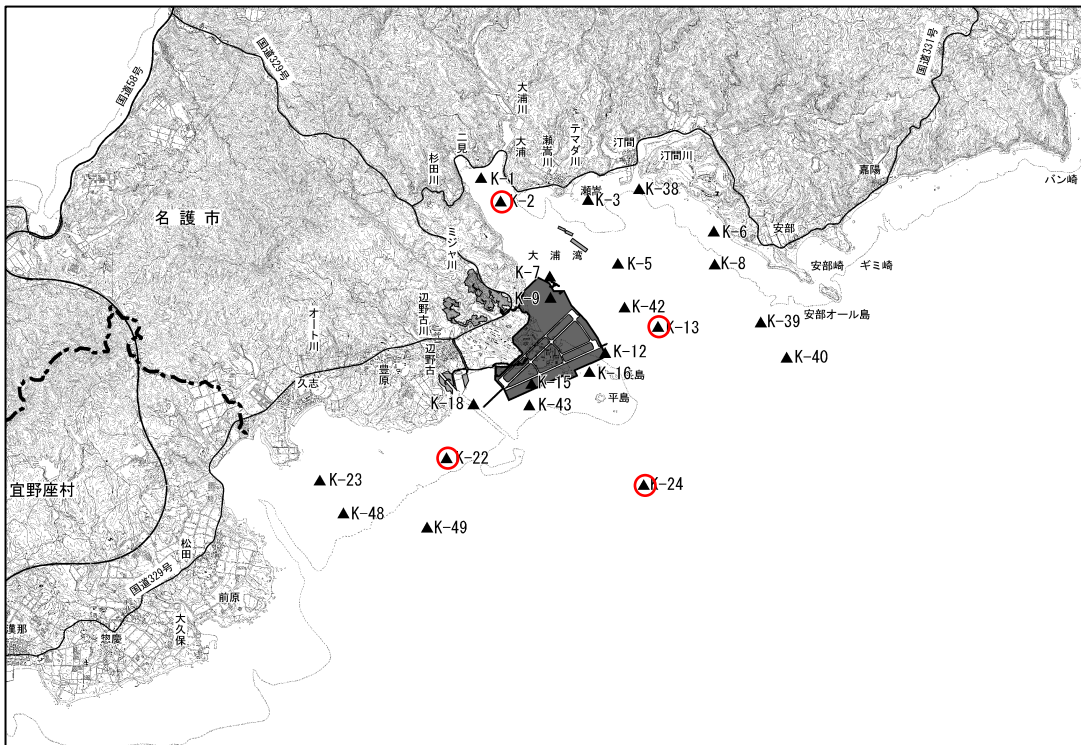 国道58号
国道329号
国道331号
大浦川
二見
杉田川
大浦
瀬嵩川
テマダ川
汀間
汀間川
嘉陽
バン崎
K-1
K-2
瀬嵩
K-3
K-38
名護市
ミジャ川
K-6
安部
大浦湾
K-5
K-8
安部崎
ギミ崎
K-7
K-9
K-42
安部オール島
K-13
K-39
辺野古川
オート川
辺野古
豊原
久志
K-12
K-40
K-16
島
K-15
平島
K-18
K-43
K-22
K-23
K-24
宜野座村
K-48
K-49
松田
国道329号
前原
大久保
惣慶
漢那